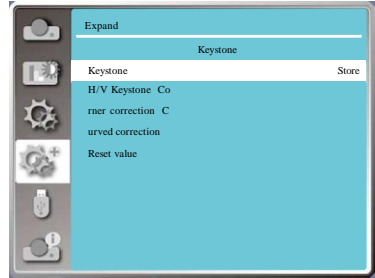 Expand
Keystone
Keystone Store
H/V Keystone Co
rner correction C
urved correction
Reset value